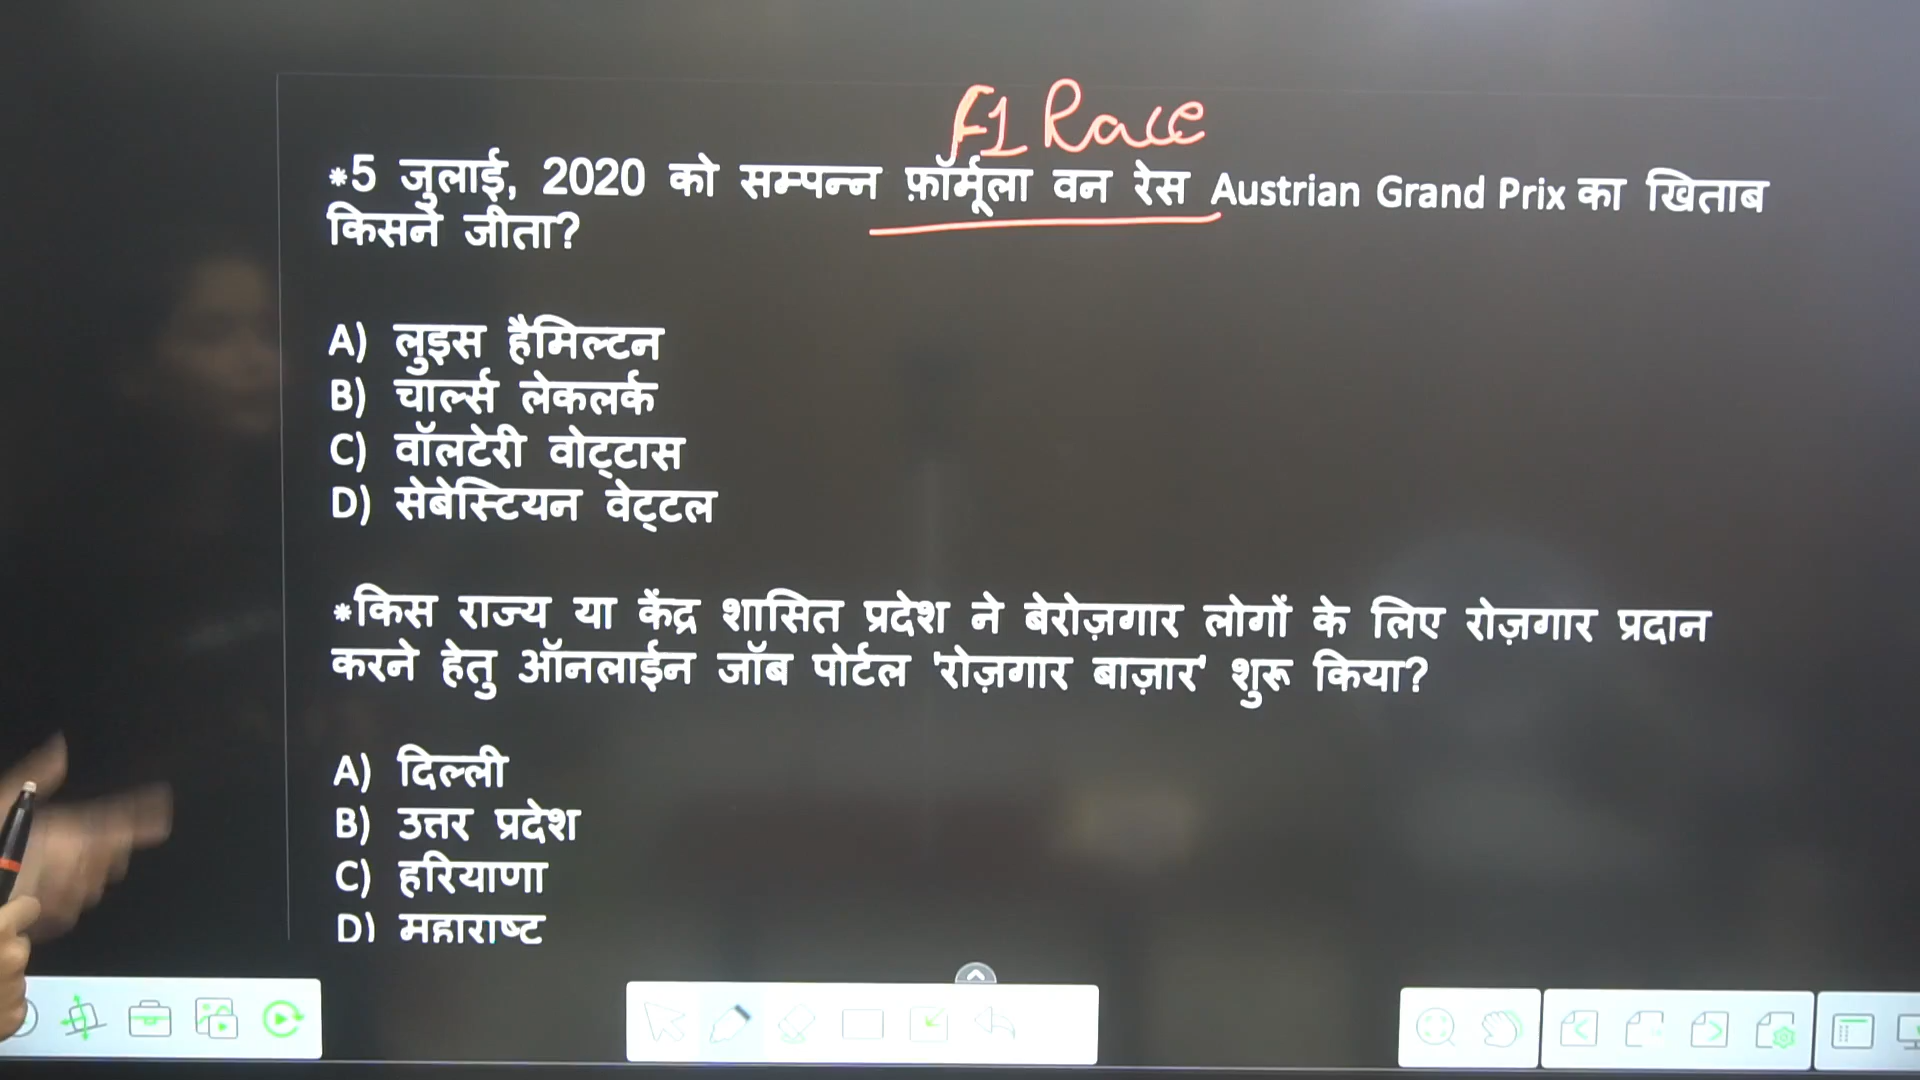 F1 Race
*5 जुलाई, 2020 को सम्पन्न फ़ॉर्मूला वन रेस Austrian Grand Prix का खिताब
किसने जीता?
A) लुइस हैमिल्टन
B) चार्ल्स लेकलर्क
C) वॉलटेरी वोट्टास
D) सेबेस्टियन वेट्टल
*किस राज्य या केंद्र शासित प्रदेश ने बेरोज़गार लोगों के लिए रोज़गार प्रदान
करने हेतु ऑनलाईन जॉब पोर्टल 'रोज़गार बाज़ार' शुरू किया?
A) दिल्ली
B) उत्तर प्रदेश
C) हरियाणा
D) महाराष्ट